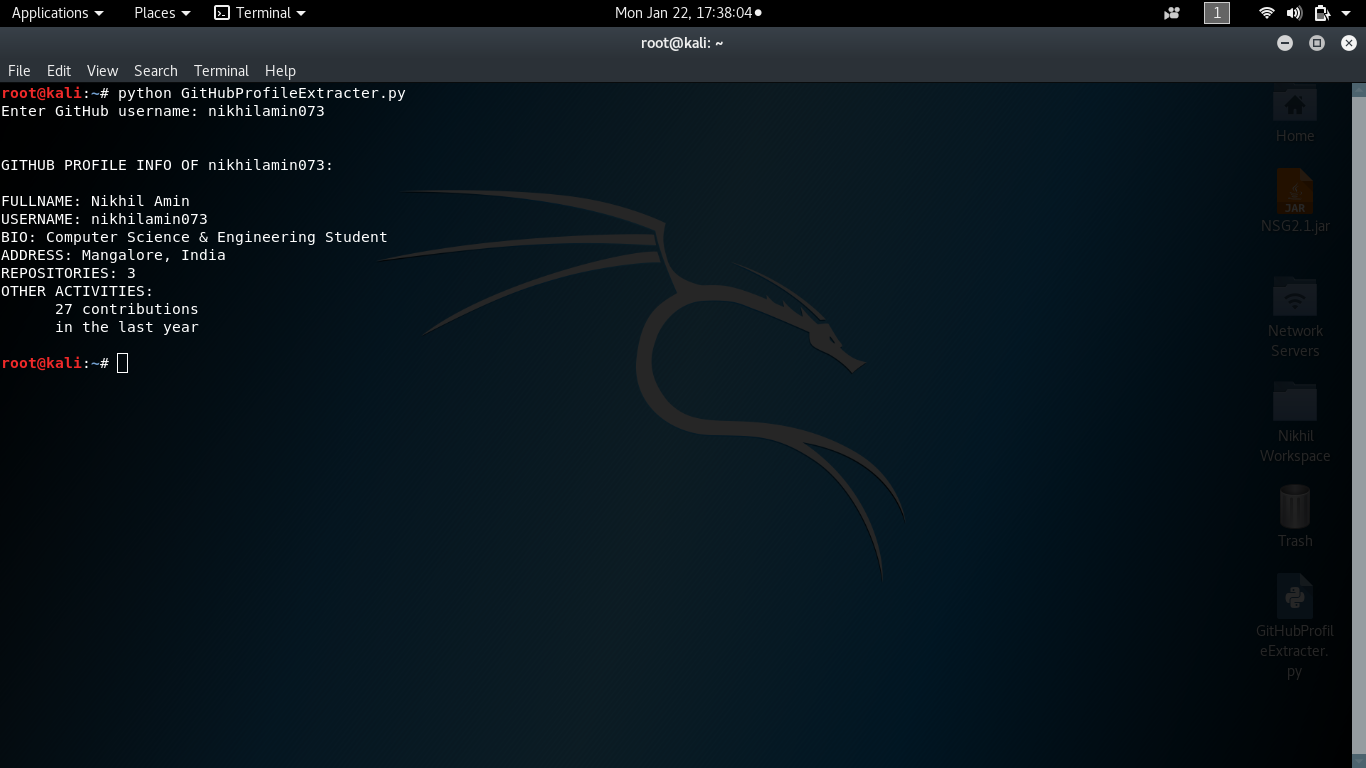 Applications Places Terminal Mon Jan 22, 17:38:04 1
root@kali: ~
File Edit View Search Terminal Help
root@kali:~# python GitHubProfileExtracter.py
Enter GitHub username: nikhilamin073
GITHUB PROFILE INFO OF nikhilamin073:
FULLNAME: Nikhil Amin
USERNAME: nikhilamin073
BIO: Computer Science & Engineering Student
ADDRESS: Mangalore, India
REPOSITORIES: 3
OTHER ACTIVITIES:
27 contributions
in the last year
root@kali:~#
Home
JAR
NSG2.1.jar
Network
Servers
Nikhil
Workspace
Trash
GitHubProfil
eExtracter.
py